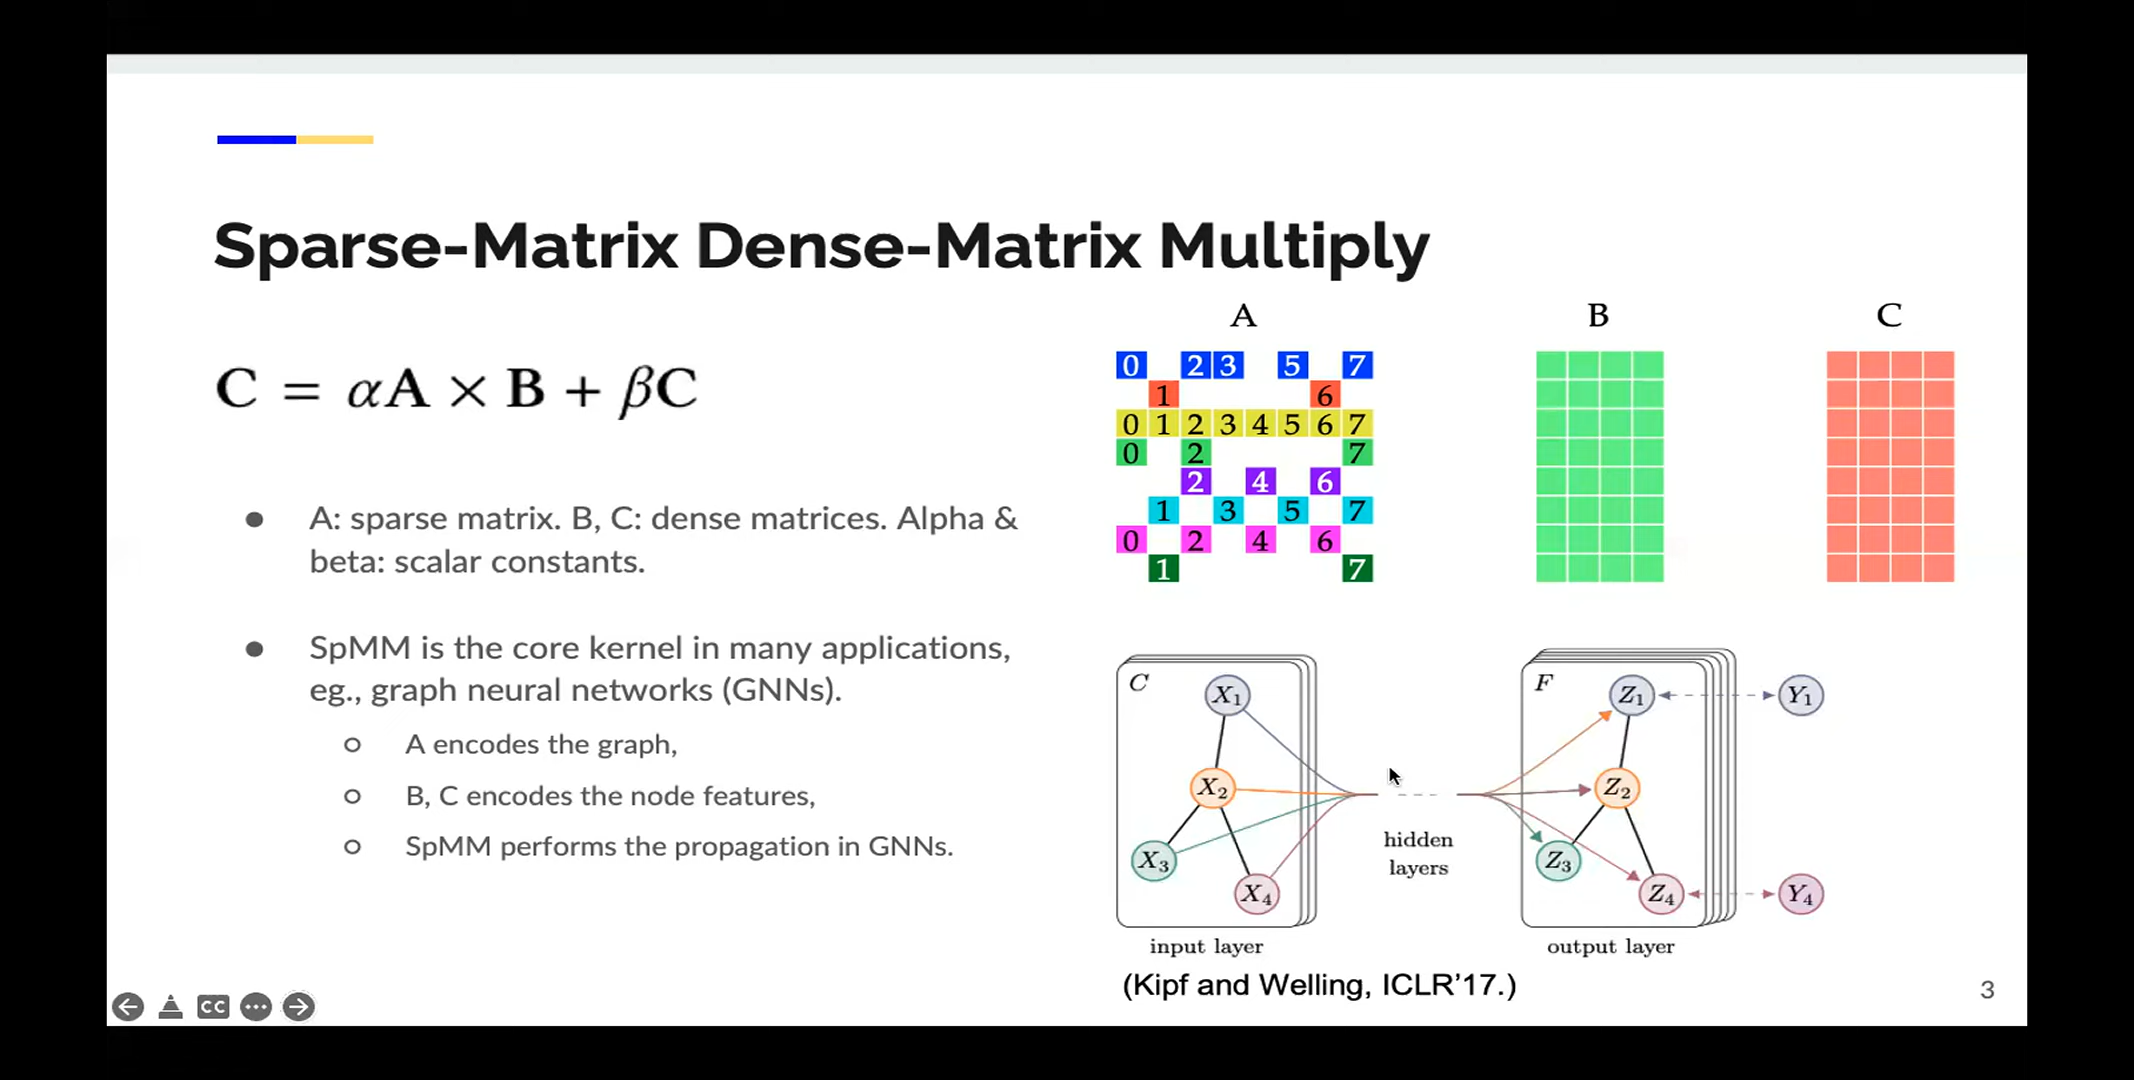 Sparse-Matrix Dense-Matrix Multiply
C = αA × B + βC
● A: sparse matrix. B, C: dense matrices. Alpha &
beta: scalar constants.
● SpMM is the core kernel in many applications,
eg., graph neural networks (GNNs).
○ A encodes the graph,
○ B, C encodes the node features,
○ SpMM performs the propagation in GNNs.
A B C
0 2 3 5 7
1 6
0 1 2 3 4 5 6 7
0 2 7
2 4 6
1 3 5 7
0 2 4 6
1 7
C X₁ F Z₁ Y₁
X₂ Z₂
hidden
layers
X₃ Z₃
X₄ Z₄ Y₄
input layer output layer
(Kipf and Welling, ICLR'17.)
CC
3